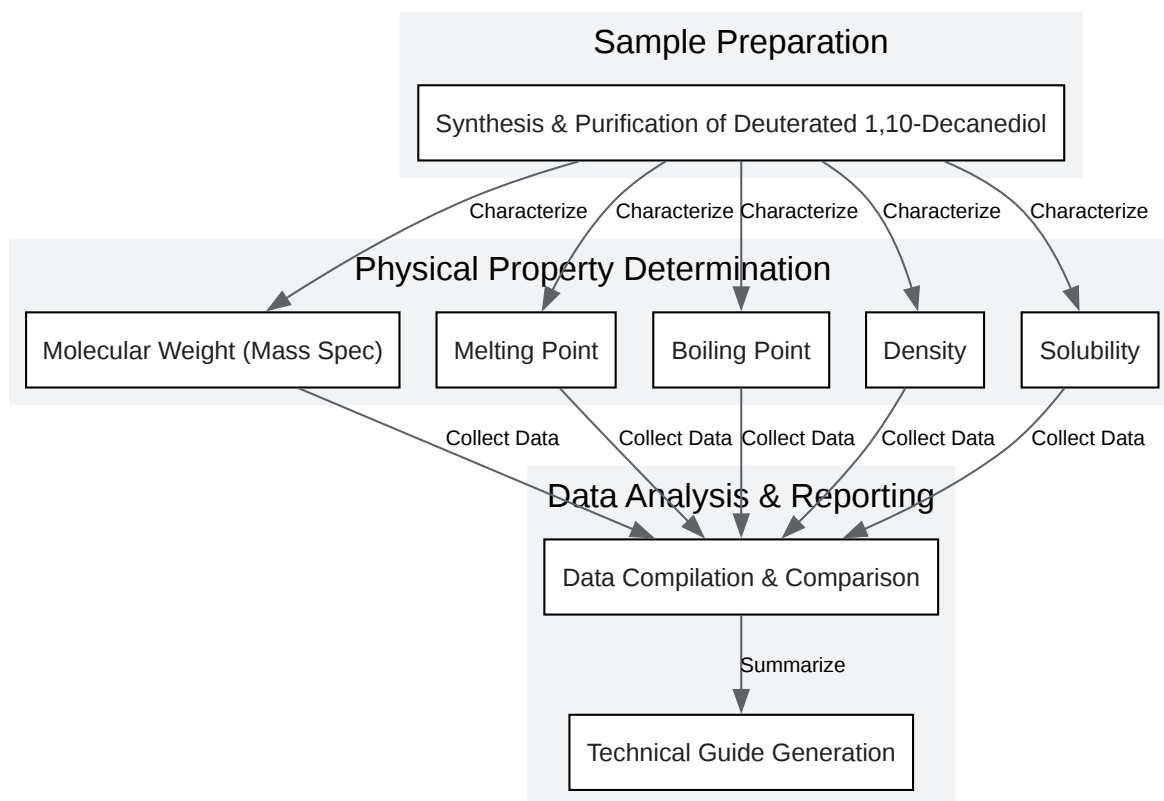 Sample Preparation
Synthesis & Purification of Deuterated 1,10-Decanediol
Characterize
Characterize
Characterize
Characterize
Characterize
Physical Property Determination
Molecular Weight (Mass Spec)
Melting Point
Boiling Point
Density
Solubility
Collect Data
Collect Data
Collect Data
Collect Data
Collect Data
Data Analysis & Reporting
Data Compilation & Comparison
Summarize
Technical Guide Generation